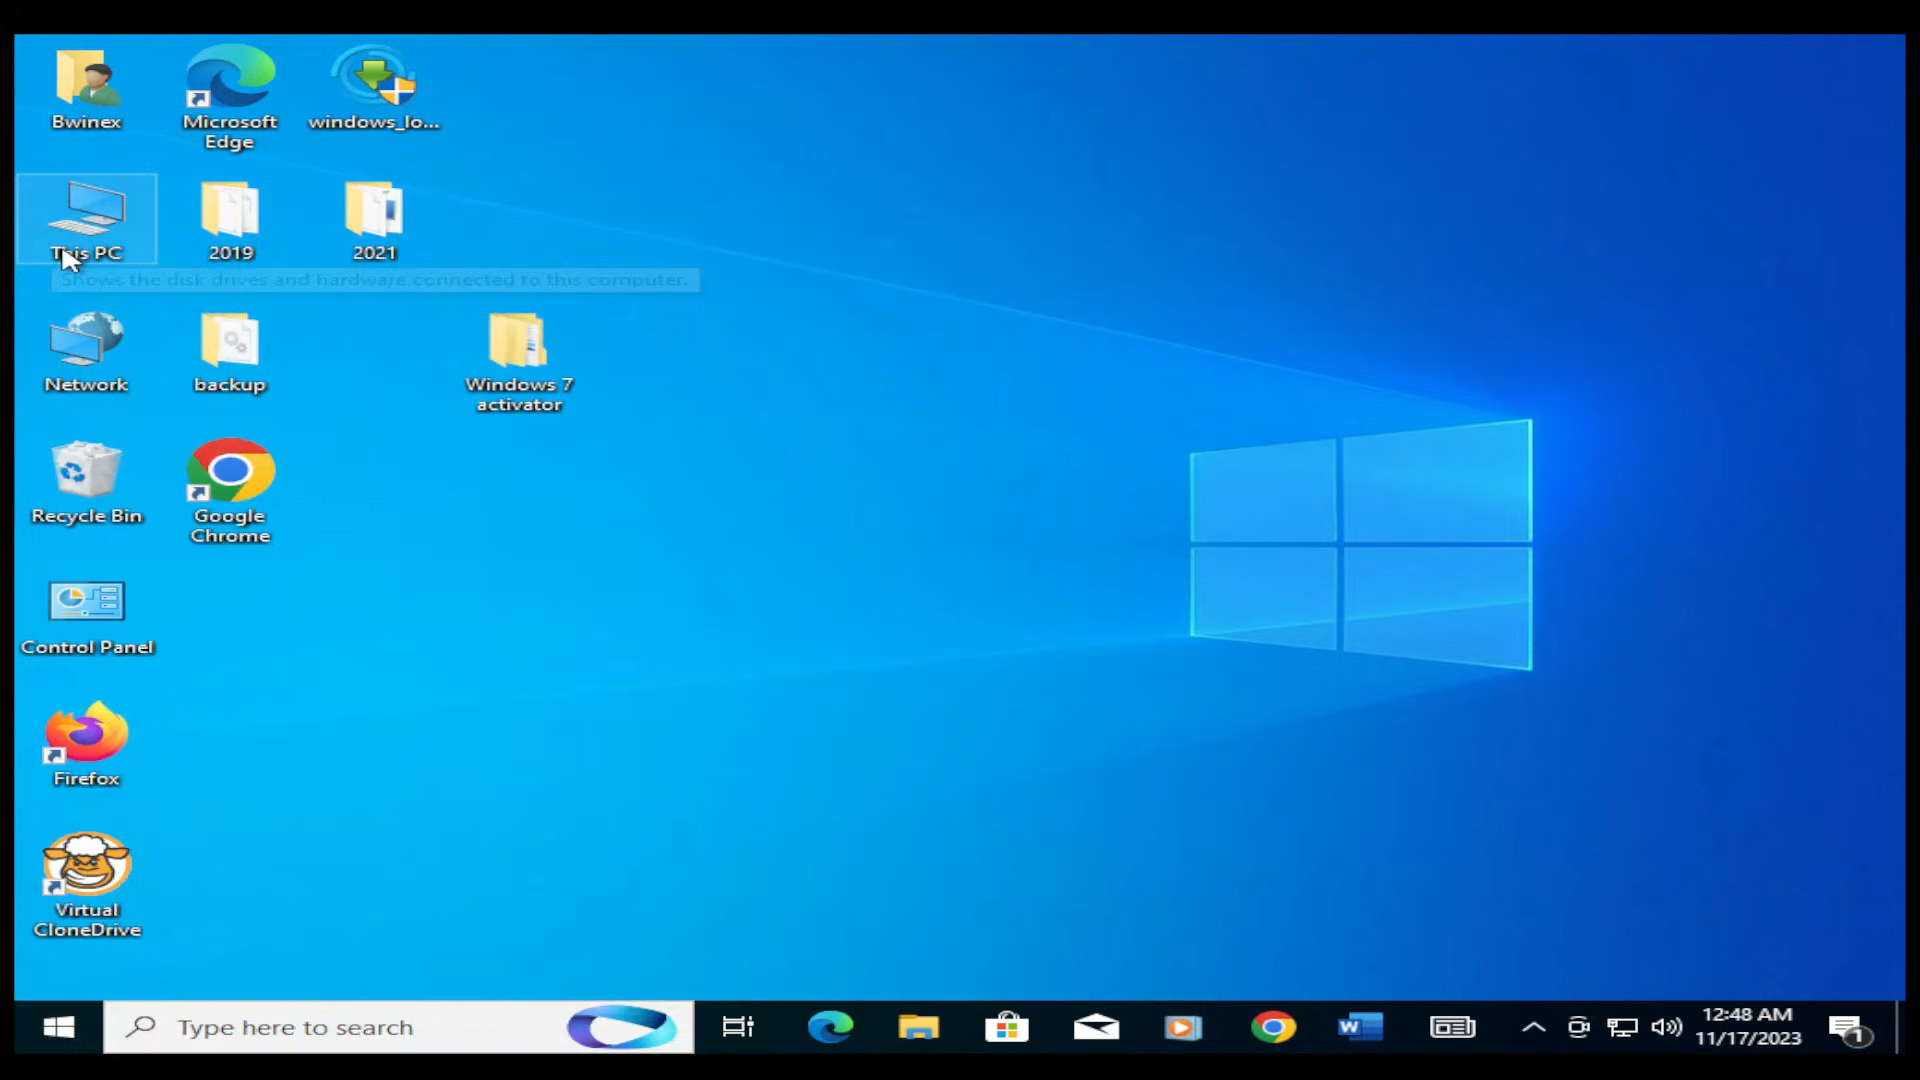 Bwinex
Microsoft
Edge
windows_lo...
This PC
2019
2021
Shows the disk drives and hardware connected to this computer.
Network
backup
Windows 7
activator
Recycle Bin
Google
Chrome
Control Panel
Firefox
Virtual
CloneDrive
Type here to search
W
12:48 AM
11/17/2023
1